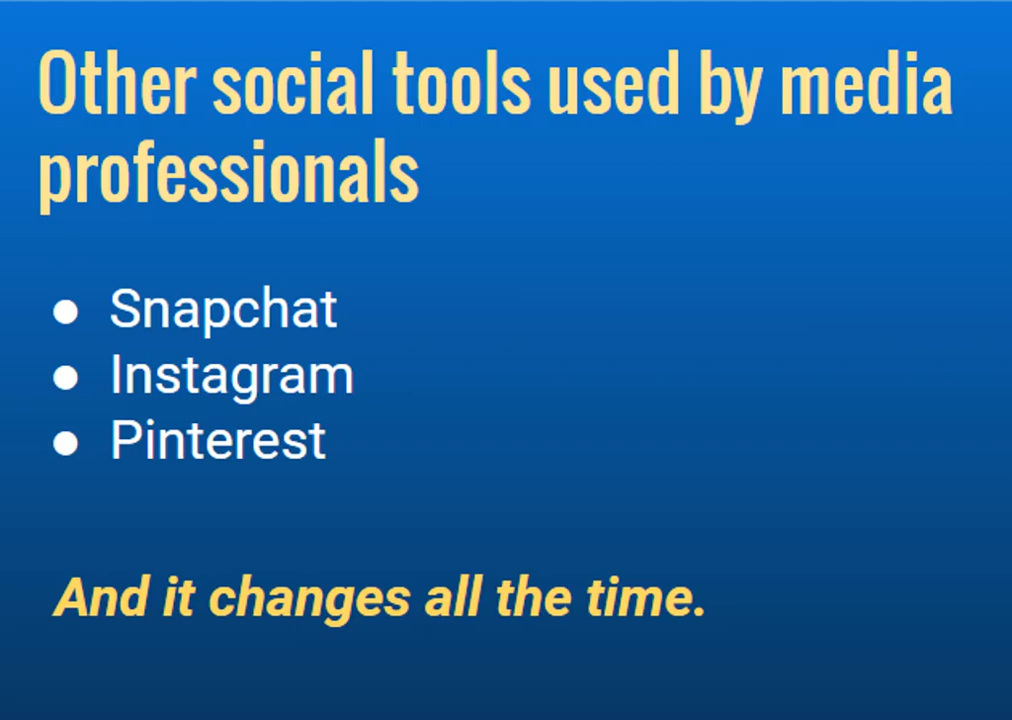 Other social tools used by media
professionals
● Snapchat
● Instagram
● Pinterest
And it changes all the time.